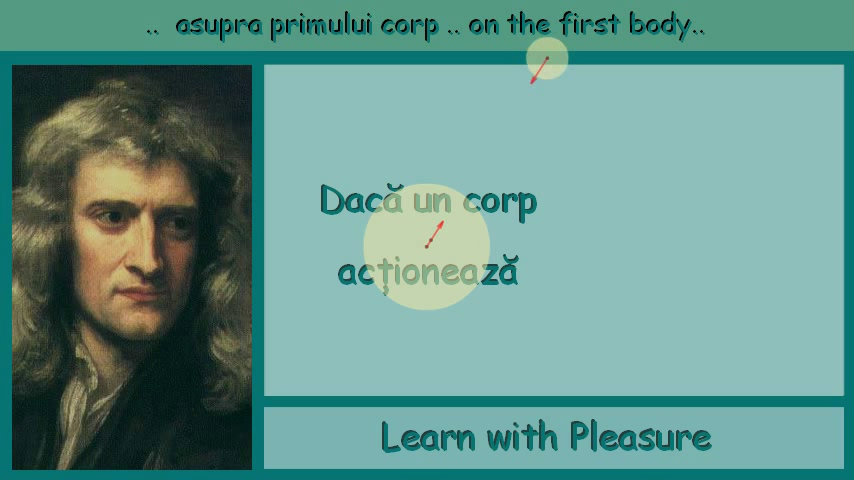 .. asupra primului corp .. on the first body..
Dacă un corp
acționează
Learn with Pleasure